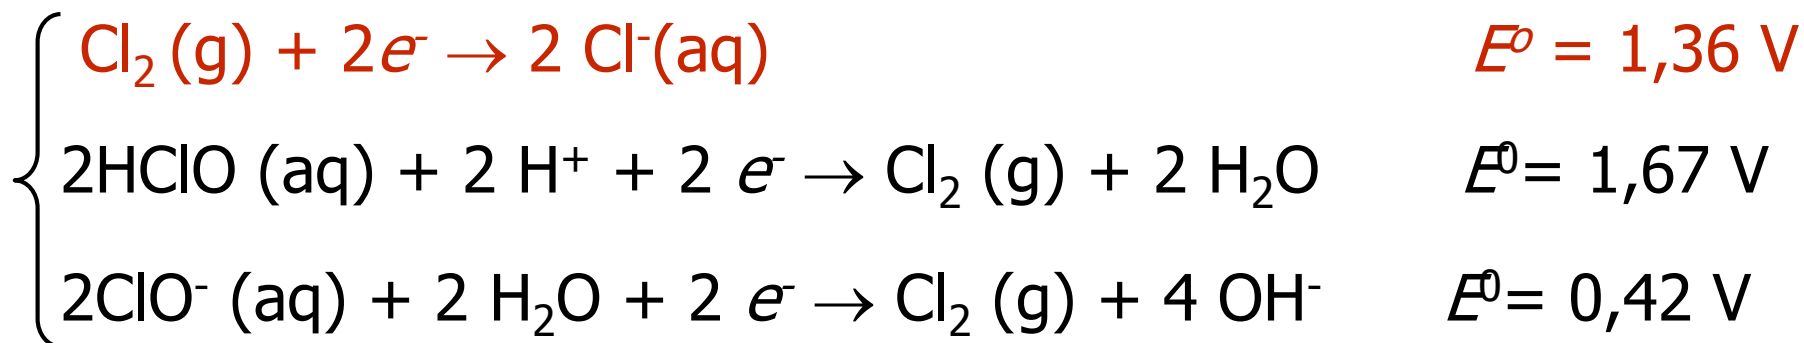 Cl₂ (g) + 2e⁻ → 2 Cl⁻(aq) Eº = 1,36 V
2HClO (aq) + 2 H⁺ + 2 e⁻ → Cl₂ (g) + 2 H₂O E⁰= 1,67 V
2ClO⁻ (aq) + 2 H₂O + 2 e⁻ → Cl₂ (g) + 4 OH⁻ E⁰= 0,42 V